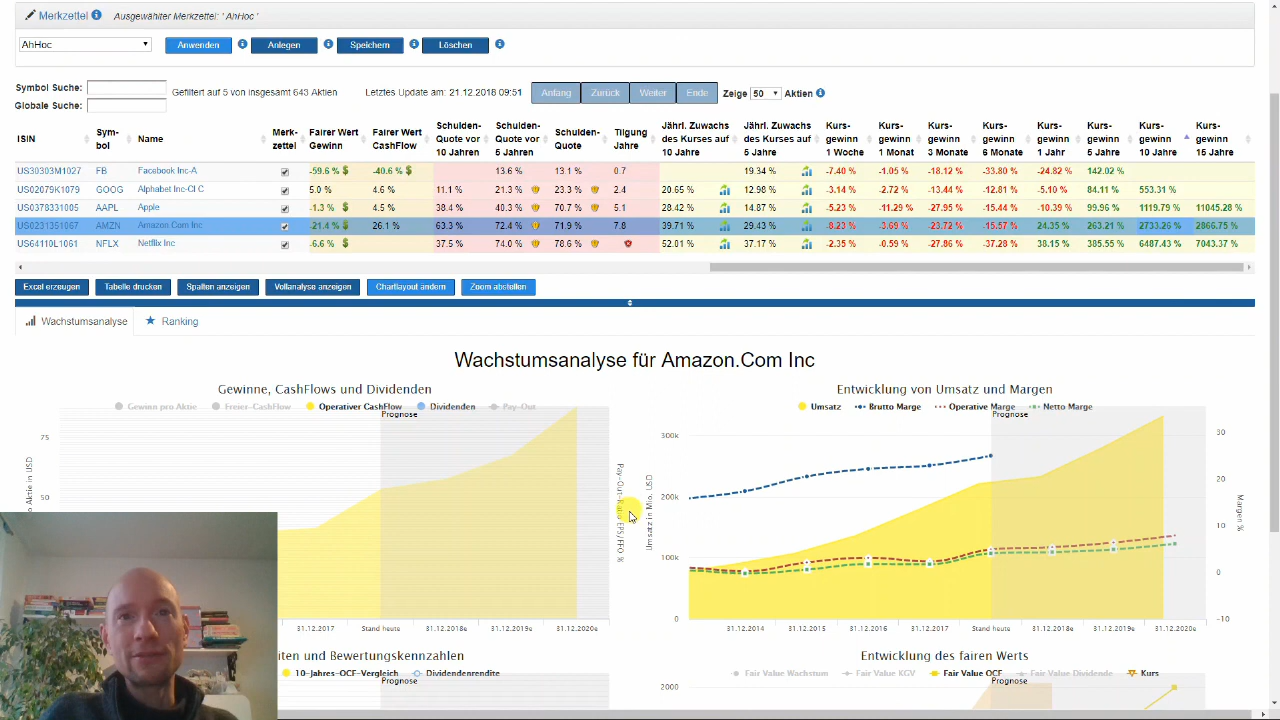 Merkzettel Ausgewählter Merkzettel: ' AhHoc '
AhHoc Anwenden Anlegen Speichern Löschen
Symbol Suche: Gefiltert auf 5 von insgesamt 643 Aktien Letztes Update am: 21.12.2018 09:51 Anfang Zurück Weiter Ende Zeige 50 Aktien
Globale Suche:
ISIN Sym-bol Name Merk-zettel Fairer Wert Gewinn Fairer Wert CashFlow Schulden-Quote vor 10 Jahren Schulden-Quote vor 5 Jahren Schulden-Quote Tilgung Jahre Jährl. Zuwachs des Kurses auf 10 Jahre Jährl. Zuwachs des Kurses auf 5 Jahre Kurs-gewinn 1 Woche Kurs-gewinn 1 Monat Kurs-gewinn 3 Monate Kurs-gewinn 6 Monate Kurs-gewinn 1 Jahr Kurs-gewinn 5 Jahre Kurs-gewinn 10 Jahre Kurs-gewinn 15 Jahre
US30303M1027 FB Facebook Inc-A -59.6 % $ -40.6 % $ 13.6 % 13.1 % 0.7 19.34 % -7.40 % -1.05 % -18.12 % -33.80 % -24.82 % 142.02 %
US02079K1079 GOOG Alphabet Inc-Cl C 5.0 % 4.6 % 11.1 % 21.3 % 23.3 % 2.4 20.65 % 12.98 % -3.14 % -2.72 % -13.44 % -12.81 % -5.10 % 84.11 % 553.31 %
US0378331005 AAPL Apple -1.3 % $ 4.5 % 38.4 % 40.3 % 70.7 % 5.1 28.42 % 14.87 % -5.23 % -11.29 % -27.95 % -15.44 % -10.39 % 99.96 % 1119.79 % 11045.28 %
US0231351067 AMZN Amazon.Com Inc -21.4 % $ 26.1 % 63.3 % 72.4 % 71.9 % 7.8 39.71 % 29.43 % -8.23 % -3.69 % -23.72 % -15.57 % 24.35 % 263.21 % 2733.26 % 2866.75 %
US64110L1061 NFLX Netflix Inc -6.6 % $ 37.5 % 74.0 % 78.6 % 52.01 % 37.17 % -2.35 % -0.59 % -27.86 % -37.28 % 38.15 % 385.55 % 6487.43 % 7043.37 %
Excel erzeugen Tabelle drucken Spalten anzeigen Vollanalyse anzeigen Chartlayout ändern Zoom abstellen
Wachstumsanalyse Ranking
Wachstumsanalyse für Amazon.Com Inc
Gewinne, CashFlows und Dividenden
Gewinn pro Aktie Freier-CashFlow Operativer CashFlow Dividenden Pay-Out
Prognose
75
50
Aktie in USD
Pay-Out-Ratio EPS/FFO %
31.12.2017 Stand heute 31.12.2018e 31.12.2019e 31.12.2020e
Entwicklung von Umsatz und Margen
Umsatz Brutto Marge Operative Marge Netto Marge
Prognose
300k
200k
100k
0
Umsatz in Mio. USD
30
20
10
0
-10
Margen %
31.12.2014 31.12.2015 31.12.2016 31.12.2017 Stand heute 31.12.2018e 31.12.2019e 31.12.2020e
iten und Bewertungskennzahlen
10-Jahres-OCF-Vergleich Dividendenrendite
Prognose
Entwicklung des fairen Werts
Fair Value Wachstum Fair Value KGV Fair Value OCF Fair Value Dividende Kurs
Prognose
2000